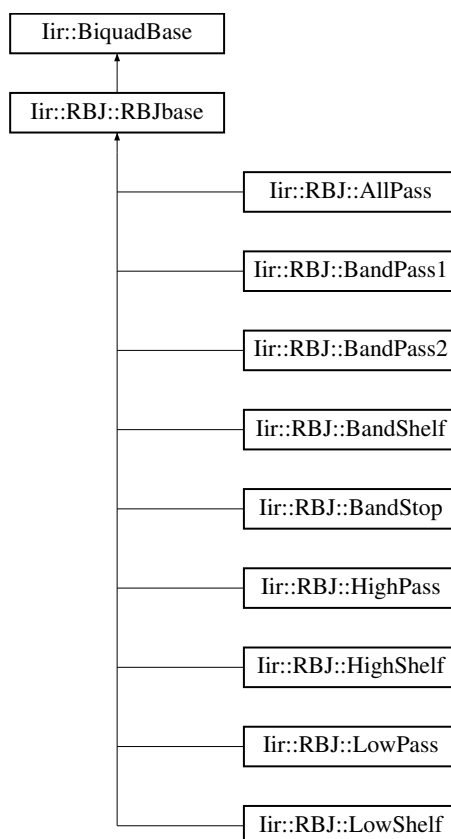 Iir::BiquadBase
Iir::RBJ::RBJbase
Iir::RBJ::AllPass
Iir::RBJ::BandPass1
Iir::RBJ::BandPass2
Iir::RBJ::BandShelf
Iir::RBJ::BandStop
Iir::RBJ::HighPass
Iir::RBJ::HighShelf
Iir::RBJ::LowPass
Iir::RBJ::LowShelf